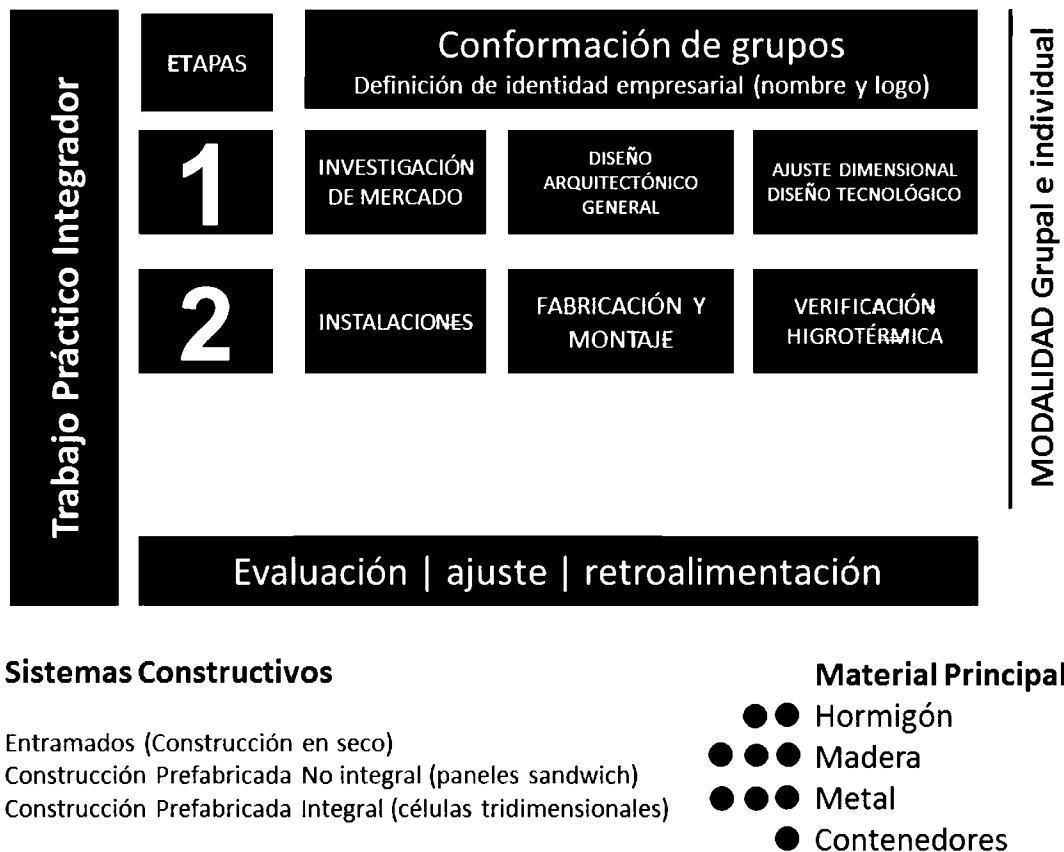 Trabajo Práctico Integrador
ETAPAS
Conformación de grupos
Definición de identidad empresarial (nombre y logo)
1
INVESTIGACIÓN
DE MERCADO
DISEÑO
ARQUITECTÓNICO
GENERAL
AJUSTE DIMENSIONAL
DISEÑO TECNOLÓGICO
2
INSTALACIONES
FABRICACIÓN Y
MONTAJE
VERIFICACIÓN
HIGROTÉRMICA
MODALIDAD Grupal e individual
Evaluación | ajuste | retroalimentación
Sistemas Constructivos
Entramados (Construcción en seco)
Construcción Prefabricada No integral (paneles sandwich)
Construcción Prefabricada Integral (células tridimensionales)
Material Principal
Hormigón
Madera
Metal
Contenedores